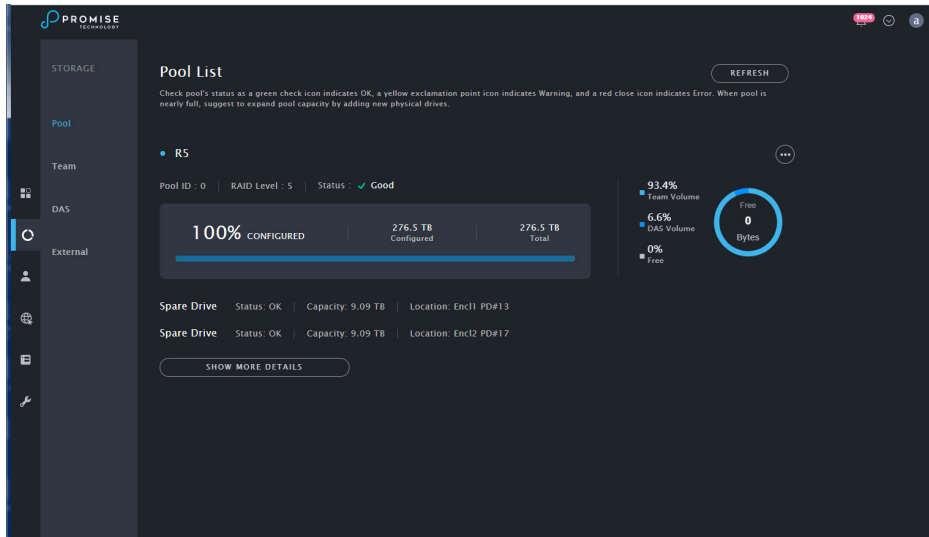 PROMISE
TECHNOLOGY
1024
a
STORAGE
Pool
Team
DAS
External
Pool List
REFRESH
Check pool's status as a green check icon indicates OK, a yellow exclamation point icon indicates Warning, and a red close icon indicates Error. When pool is
nearly full, suggest to expand pool capacity by adding new physical drives.
R5
Pool ID : 0 | RAID Level : 5 | Status : Good
100% CONFIGURED
276.5 TB
Configured
276.5 TB
Total
93.4%
Team Volume
6.6%
DAS Volume
0%
Free
Free
0
Bytes
Spare Drive Status: OK | Capacity: 9.09 TB | Location: Encl1 PD#13
Spare Drive Status: OK | Capacity: 9.09 TB | Location: Encl2 PD#17
SHOW MORE DETAILS